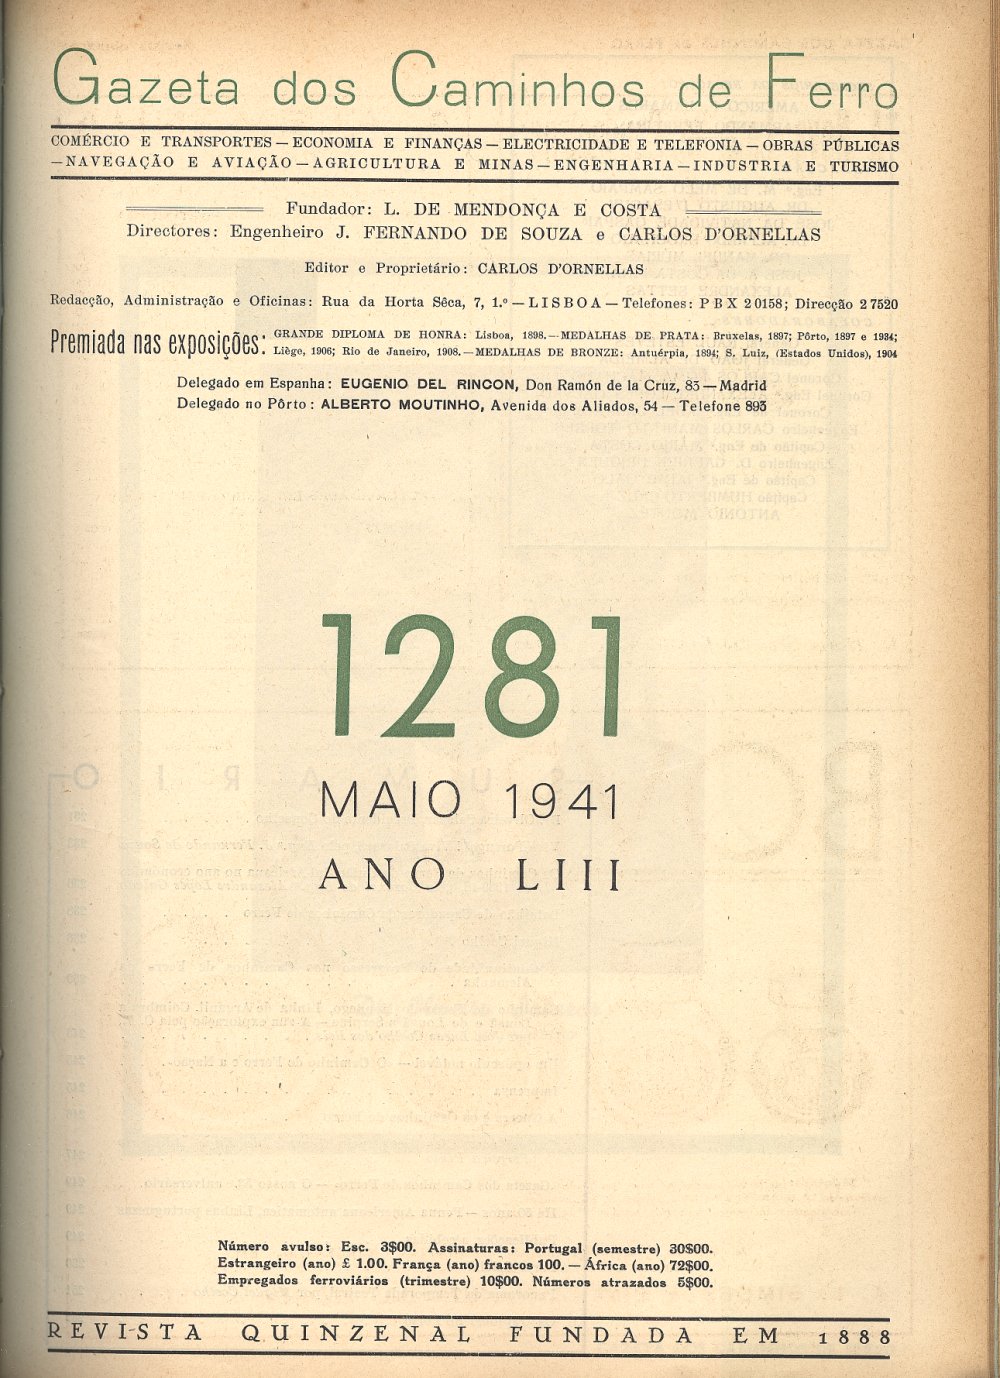 Gazeta dos Caminhos de Ferro
COMÉRCIO E TRANSPORTES — ECONOMIA E FINANÇAS — ELECTRICIDADE E TELEFONIA — OBRAS PÚBLICAS
— NAVEGAÇÃO E AVIAÇÃO — AGRICULTURA E MINAS — ENGENHARIA — INDUSTRIA E TURISMO
Fundador: L. DE MENDONÇA E COSTA
Directores: Engenheiro J. FERNANDO DE SOUZA e CARLOS D'ORNELLAS
Editor e Proprietário: CARLOS D'ORNELLAS
Redacção, Administração e Oficinas: Rua da Horta Sêca, 7, 1.º — LISBOA — Telefones: PBX 20158; Direcção 27520
Premiada nas exposições: GRANDE DIPLOMA DE HONRA: Lisboa, 1898. — MEDALHAS DE PRATA: Bruxelas, 1897; Pôrto, 1897 e 1934;
Liège, 1906; Rio de Janeiro, 1908. — MEDALHAS DE BRONZE: Antuérpia, 1894; S. Luiz, (Estados Unidos), 1904
Delegado em Espanha: EUGENIO DEL RINCON, Don Ramón de la Cruz, 83 — Madrid
Delegado no Pôrto: ALBERTO MOUTINHO, Avenida dos Aliados, 54 — Telefone 893
1281
MAIO 1941
ANO LIII
Número avulso: Esc. 3$00. Assinaturas: Portugal (semestre) 30$00.
Estrangeiro (ano) £ 1.00. França (ano) francos 100. — África (ano) 72$00.
Empregados ferroviários (trimestre) 10$00. Números atrazados 5$00.
REVISTA QUINZENAL FUNDADA EM 1888